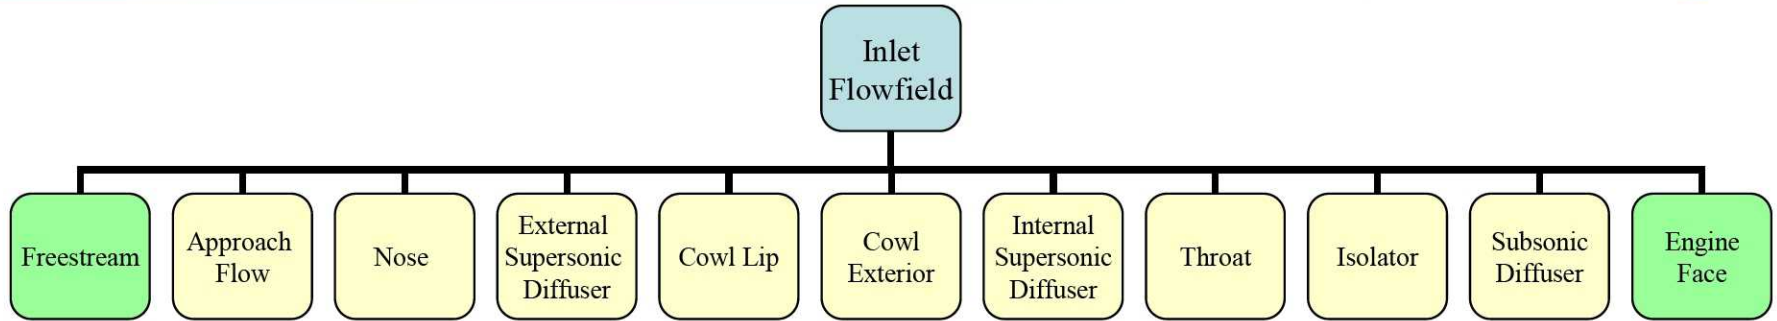 Inlet
Flowfield
Freestream
Approach
Flow
Nose
External
Supersonic
Diffuser
Cowl Lip
Cowl
Exterior
Internal
Supersonic
Diffuser
Throat
Isolator
Subsonic
Diffuser
Engine
Face